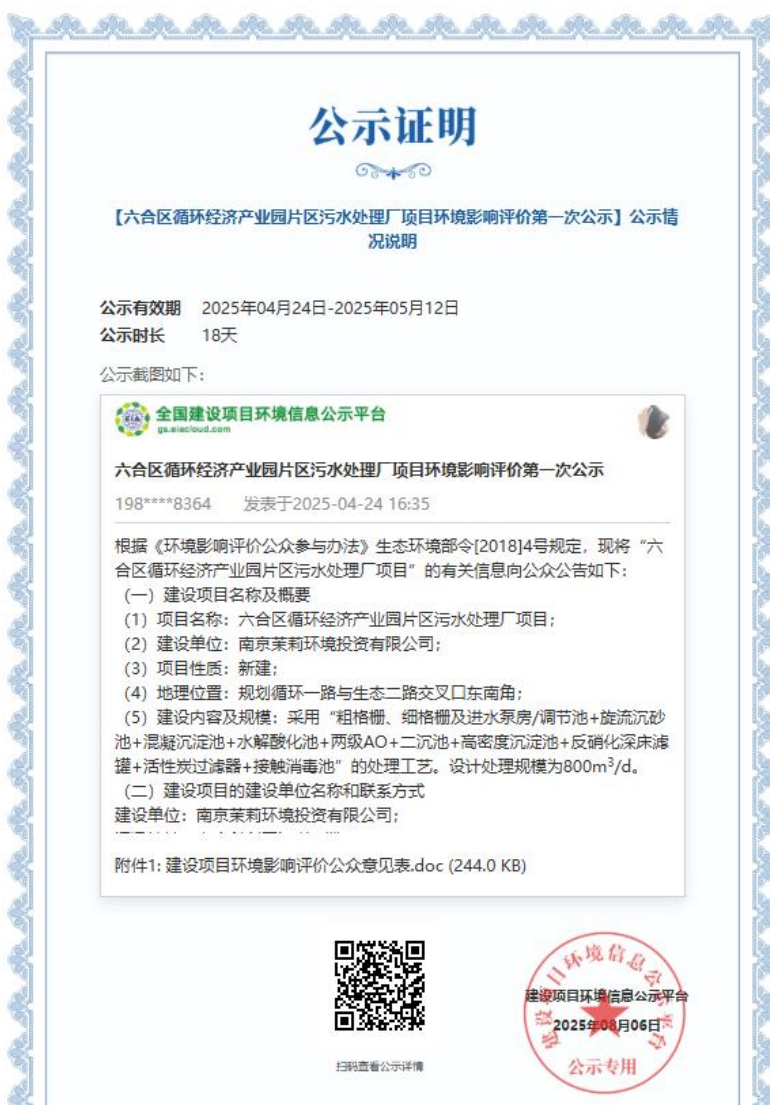 公示证明
【六合区循环经济产业园片区污水处理厂项目环境影响评价第一次公示】公示情
况说明
公示有效期 2025年04月24日-2025年05月12日
公示时长 18天
公示截图如下：
EIA
全国建设项目环境信息公示平台
gs.eiacloud.com
六合区循环经济产业园片区污水处理厂项目环境影响评价第一次公示
198****8364 发表于2025-04-24 16:35
根据《环境影响评价公众参与办法》生态环境部令[2018]4号规定，现将“六
合区循环经济产业园片区污水处理厂项目”的有关信息向公众公告如下：
（一）建设项目名称及概要
（1）项目名称：六合区循环经济产业园片区污水处理厂项目；
（2）建设单位：南京茉莉环境投资有限公司；
（3）项目性质：新建；
（4）地理位置：规划循环一路与生态二路交叉口东南角；
（5）建设内容及规模：采用“粗格栅、细格栅及进水泵房/调节池+旋流沉砂
池+混凝沉淀池+水解酸化池+两级AO+二沉池+高密度沉淀池+反硝化深床滤
罐+活性炭过滤器+接触消毒池”的处理工艺。设计处理规模为800m³/d。
（二）建设项目的建设单位名称和联系方式
建设单位：南京茉莉环境投资有限公司；
附件1: 建设项目环境影响评价公众意见表.doc (244.0 KB)
扫码查看公示详情
建设项目环境信息公示平台
建设项目环境信息公示平台
2025年08月06日
公示专用